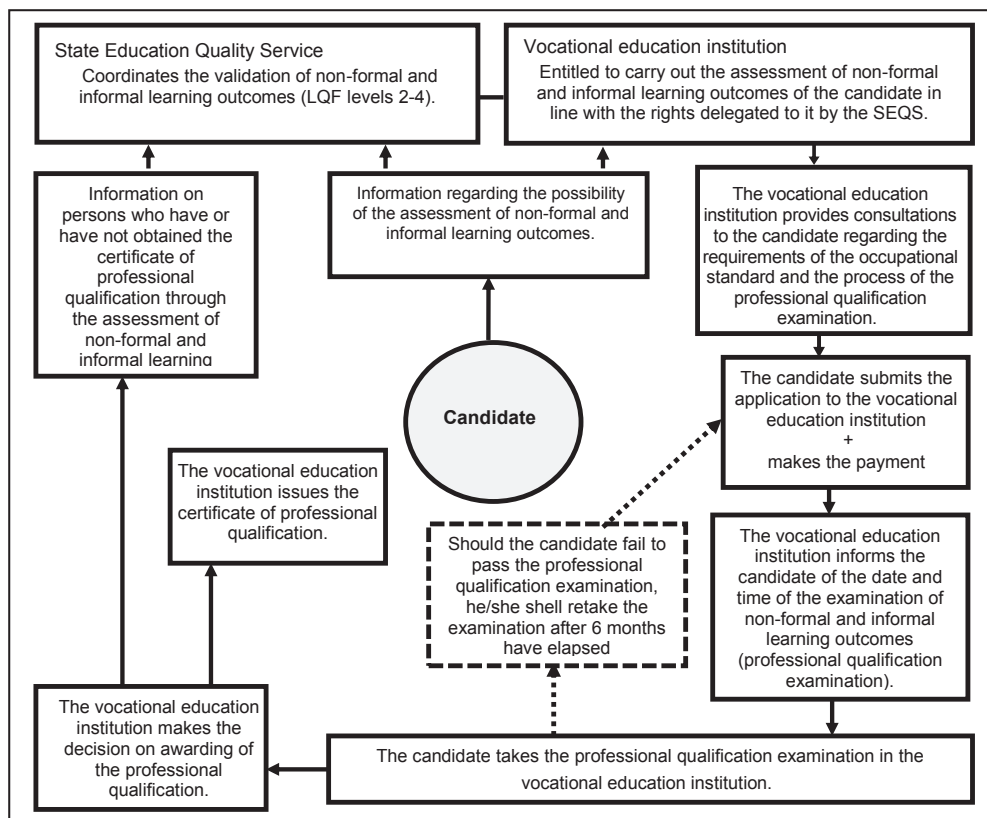 State Education Quality Service
Coordinates the validation of non-formal and
informal learning outcomes (LQF levels 2-4).
Vocational education institution
Entitled to carry out the assessment of non-formal
and informal learning outcomes of the candidate in
line with the rights delegated to it by the SEQS.
Information on
persons who have or
have not obtained the
certificate of
professional
qualification through
the assessment of
non-formal and
informal learning
Information regarding the possibility
of the assessment of non-formal and
informal learning outcomes.
The vocational education
institution provides consultations
to the candidate regarding the
requirements of the occupational
standard and the process of the
professional qualification
examination.
Candidate
The candidate submits the
application to the vocational
education institution
+
makes the payment
The vocational education
institution issues the
certificate of professional
qualification.
Should the candidate fail to
pass the professional
qualification examination,
he/she shell retake the
examination after 6 months
have elapsed
The vocational education
institution informs the
candidate of the date and
time of the examination of
non-formal and informal
learning outcomes
(professional qualification
examination).
The vocational education
institution makes the
decision on awarding of
the professional
qualification.
The candidate takes the professional qualification examination in the
vocational education institution.